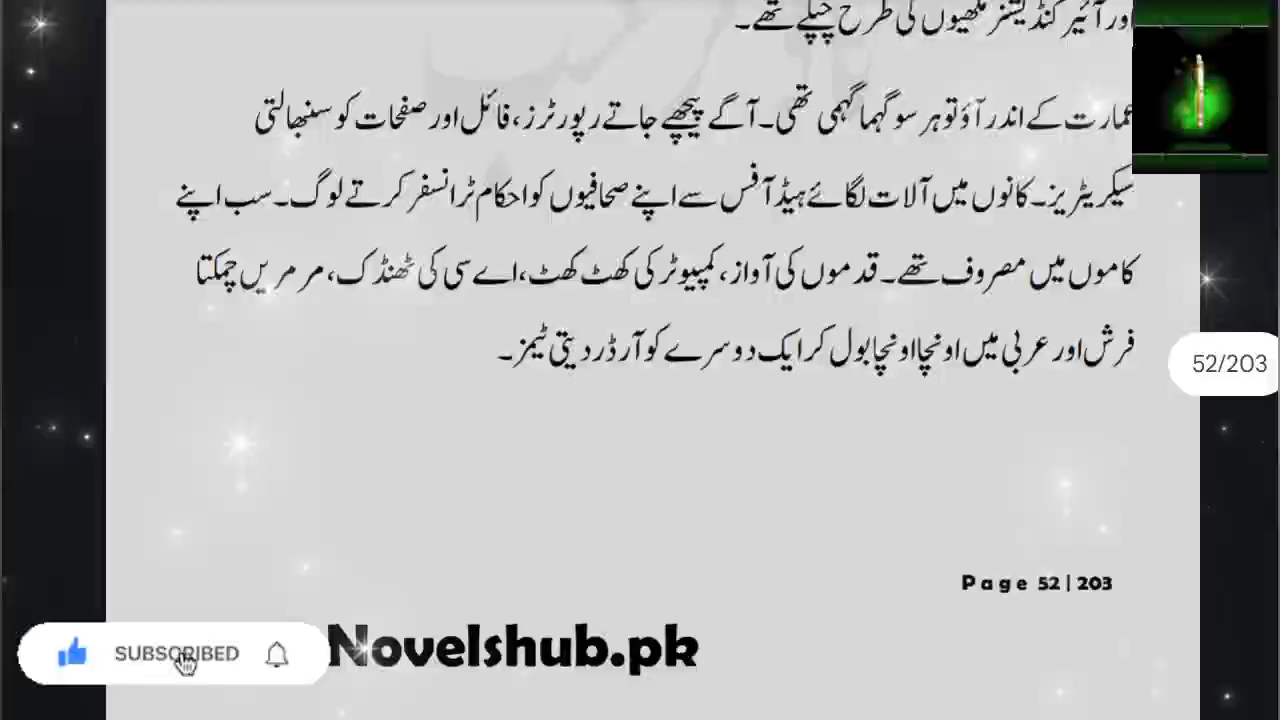 اور آئیر کنڈیشنر مکھیوں کی طرح چپکے تھے۔
عمارت کے اندر آؤ تو ہر سو گہما گہمی تھی۔ آگے پیچھے جاتے رپورٹرز، فائل اور صفحات کو سنبھالتی
سیکریٹریز۔ کانوں میں آلات لگائے ہیڈ آفس سے اپنے صحافیوں کو احکام ٹرانسفر کرتے لوگ۔ سب اپنے
کاموں میں مصروف تھے۔ قدموں کی آواز، کمپیوٹر کی کھٹ کھٹ، اے سی کی ٹھنڈک، مر مریں چمکتا
فرش اور عربی میں اونچا اونچا بول کر ایک دوسرے کو آرڈر دیتی ٹیمز۔
52/203
Page 52 | 203
SUBSCRIBED
Novelshub.pk